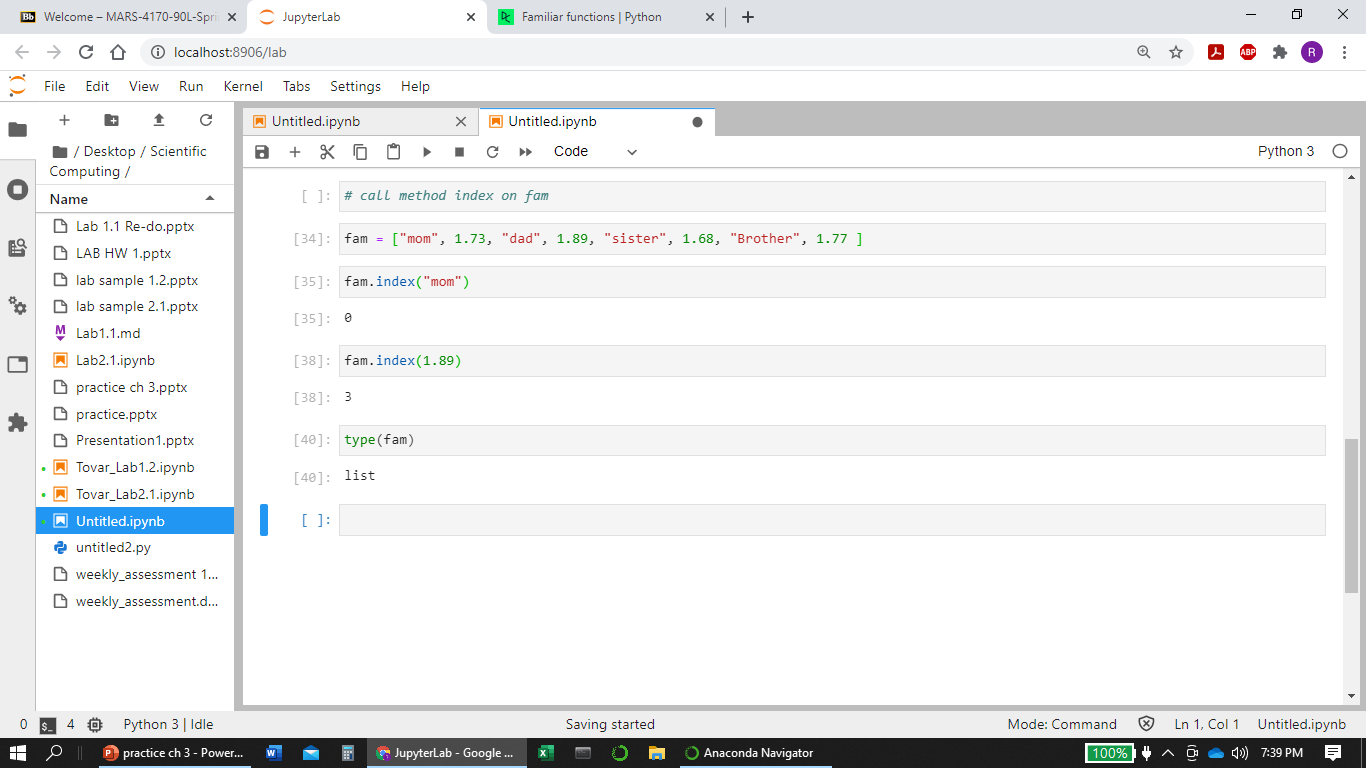 Bb Welcome – MARS-4170-90L-Spri
JupyterLab
DC Familiar functions | Python
localhost:8906/lab
ABP
R
File Edit View Run Kernel Tabs Settings Help
Untitled.ipynb
Untitled.ipynb
Code
Python 3
/ Desktop / Scientific
Computing /
Name
Lab 1.1 Re-do.pptx
LAB HW 1.pptx
lab sample 1.2.pptx
lab sample 2.1.pptx
M Lab1.1.md
Lab2.1.ipynb
practice ch 3.pptx
practice.pptx
Presentation1.pptx
Tovar_Lab1.2.ipynb
Tovar_Lab2.1.ipynb
Untitled.ipynb
untitled2.py
weekly_assessment 1...
weekly_assessment.d...
[ ]: # call method index on fam
[34]: fam = ["mom", 1.73, "dad", 1.89, "sister", 1.68, "Brother", 1.77 ]
[35]: fam.index("mom")
[35]: 0
[38]: fam.index(1.89)
[38]: 3
[40]: type(fam)
[40]: list
[ ]:
0 $_ 4 Python 3 | Idle
Saving started
Mode: Command
Ln 1, Col 1
Untitled.ipynb
P practice ch 3 - Power...
W
JupyterLab - Google ...
X
Anaconda Navigator
100%
7:39 PM